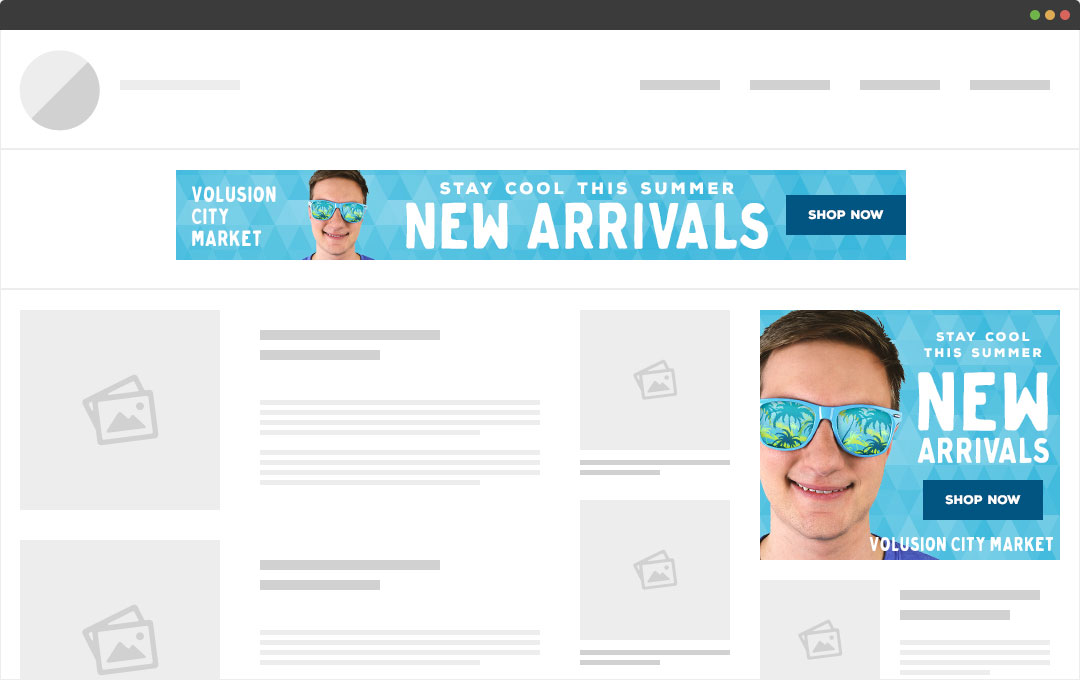 VOLUSION
CITY
MARKET
STAY COOL THIS SUMMER
NEW ARRIVALS
SHOP NOW
STAY COOL
THIS SUMMER
NEW
ARRIVALS
SHOP NOW
VOLUSION CITY MARKET